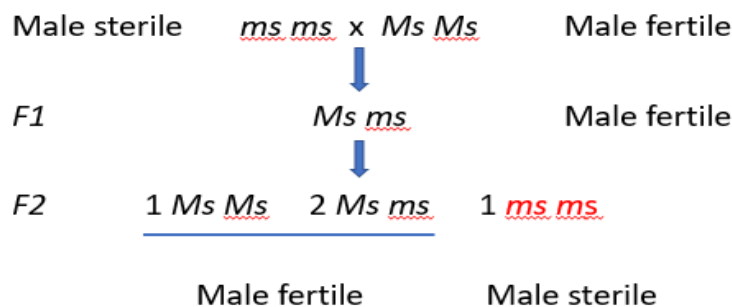 Male sterile ms ms x Ms Ms Male fertile
F1 Ms ms Male fertile
F2 1 Ms Ms 2 Ms ms 1 ms ms
Male fertile Male sterile